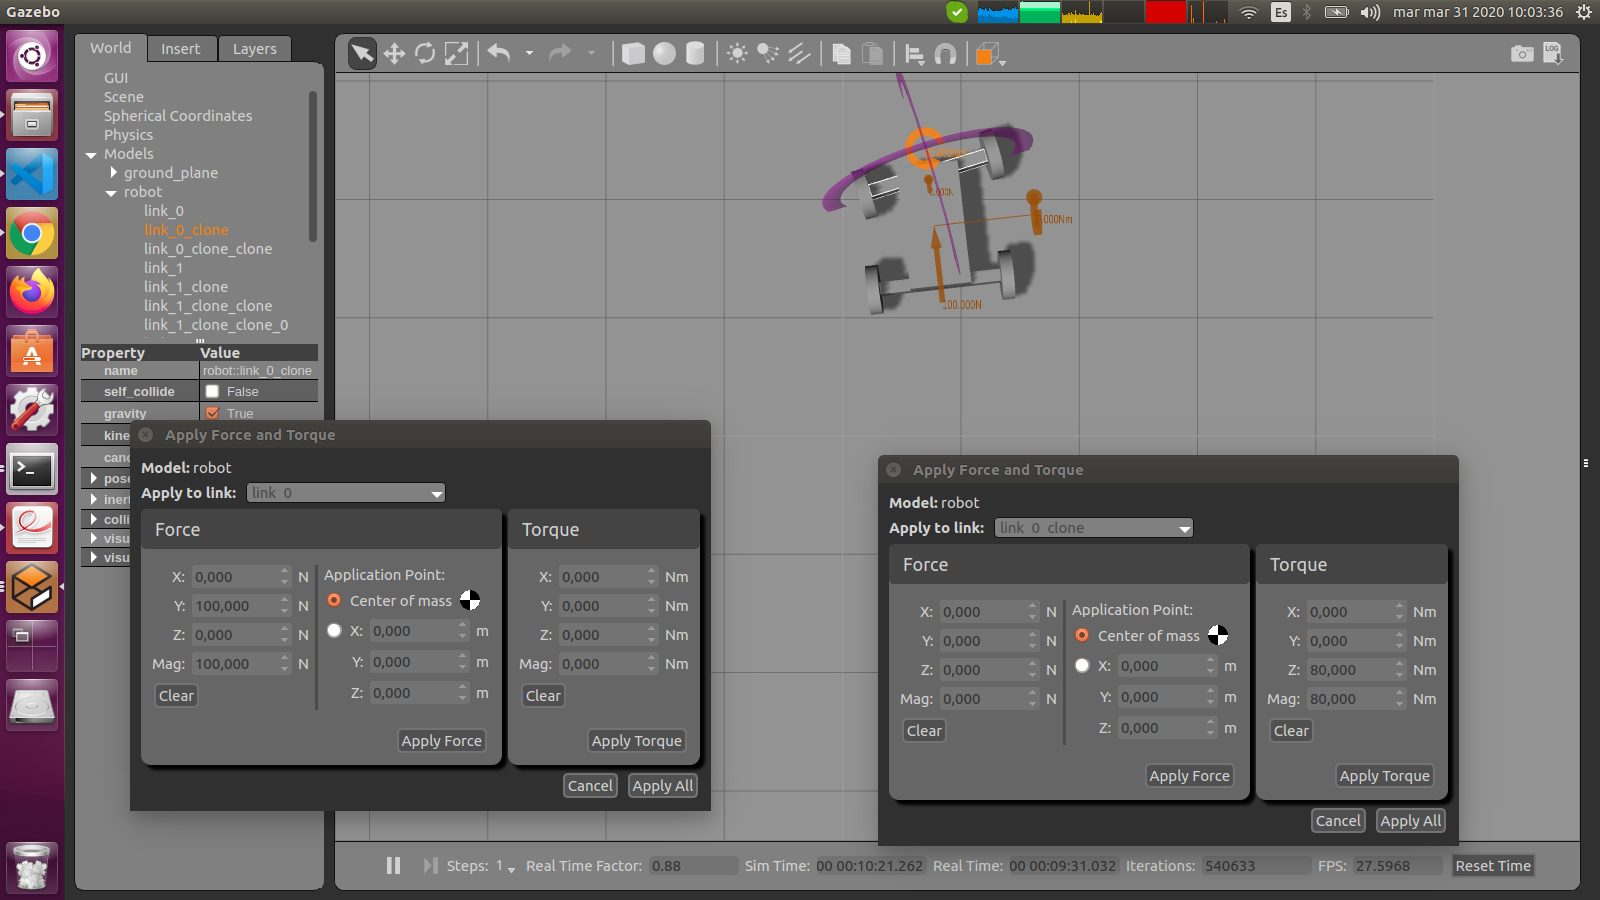 Gazebo
Es
mar mar 31 2020 10:03:36
World
Insert
Layers
GUI
Scene
Spherical Coordinates
Physics
Models
ground_plane
robot
link_0
link_0_clone
link_0_clone_clone
link_1
link_1_clone
link_1_clone_clone
link_1_clone_clone_0
Property Value
name robot::link_0_clone
self_collide False
gravity True
kine
cano
pose
inert
colli
visu
visu
LOG
100.000N
Apply Force and Torque
Model: robot
Apply to link: link_0
Force
X: 0,000 N
Y: 100,000 N
Z: 0,000 N
Mag: 100,000 N
Clear
Application Point:
Center of mass
X: 0,000 m
Y: 0,000 m
Z: 0,000 m
Apply Force
Torque
X: 0,000 Nm
Y: 0,000 Nm
Z: 0,000 Nm
Mag: 0,000 Nm
Clear
Apply Torque
Cancel
Apply All
Apply Force and Torque
Model: robot
Apply to link: link_0_clone
Force
X: 0,000 N
Y: 0,000 N
Z: 0,000 N
Mag: 0,000 N
Clear
Application Point:
Center of mass
X: 0,000 m
Y: 0,000 m
Z: 0,000 m
Apply Force
Torque
X: 0,000 Nm
Y: 0,000 Nm
Z: 80,000 Nm
Mag: 80,000 Nm
Clear
Apply Torque
Cancel
Apply All
Steps: 1 Real Time Factor: 0.88 Sim Time: 00 00:10:21.262 Real Time: 00 00:09:31.032 Iterations: 540633 FPS: 27.5968 Reset Time